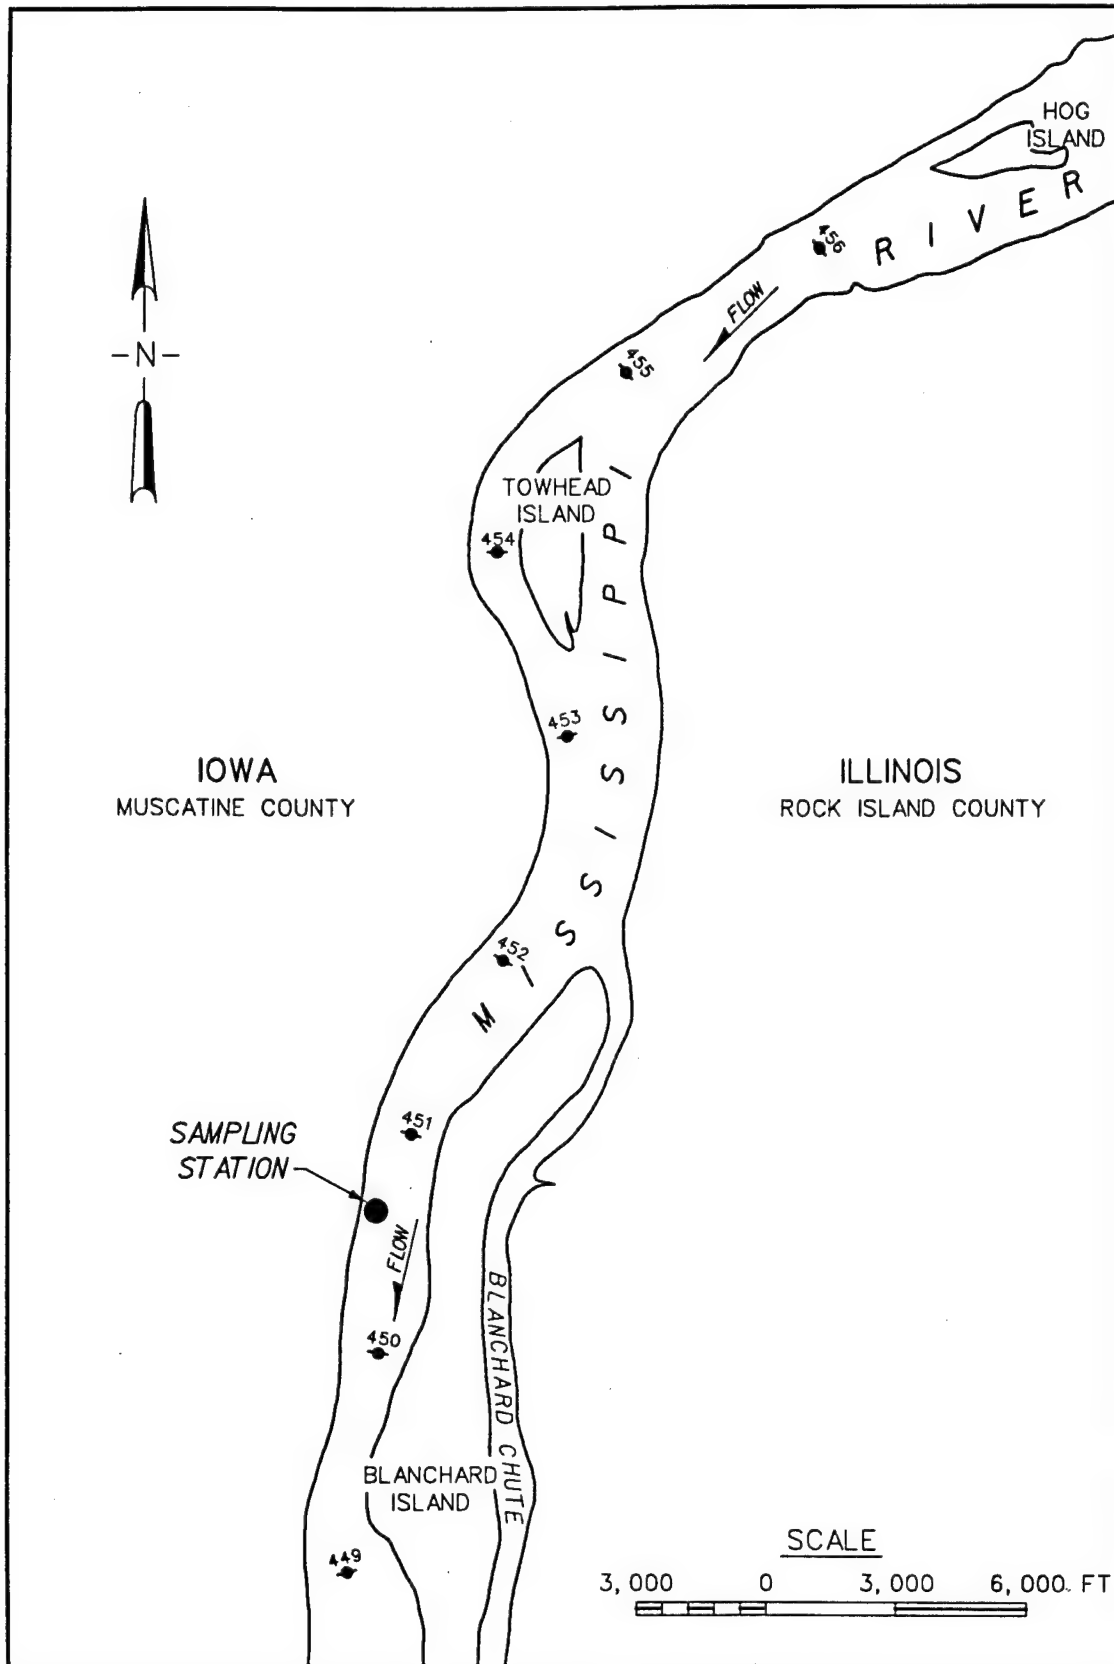 HOG
ISLAND
456
RIVER
FLOW
-N-
455
TOWHEAD
ISLAND
454
453
MISSISSIPPI
IOWA
MUSCATINE COUNTY
ILLINOIS
ROCK ISLAND COUNTY
452
451
SAMPLING
STATION
FLOW
450
BLANCHARD CHUTE
BLANCHARD
ISLAND
449
SCALE
3,000 0 3,000 6,000 FT